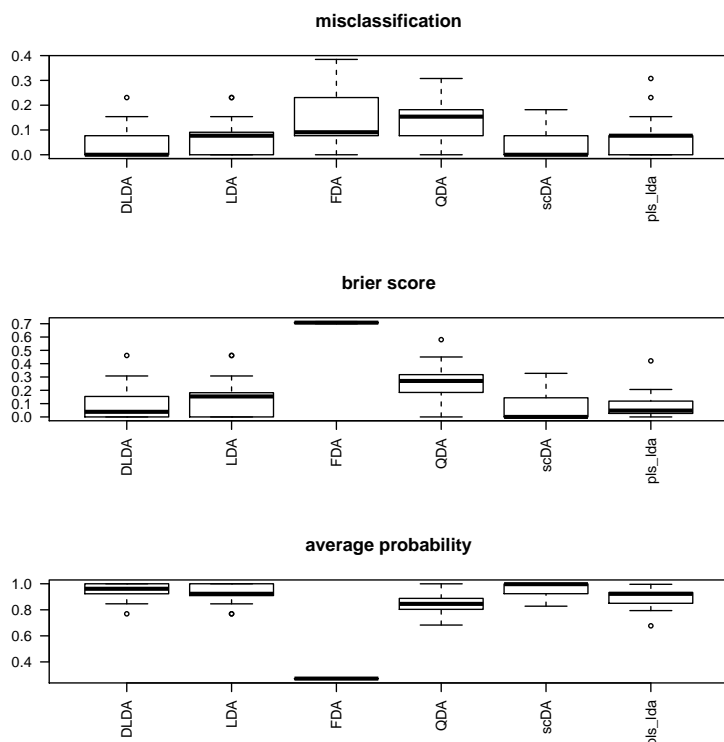 misclassification
0.4
0.3
0.2
0.1
0.0
DLDA
LDA
FDA
QDA
scDA
pls_lda
brier score
0.7
0.6
0.5
0.4
0.3
0.2
0.1
0.0
DLDA
LDA
FDA
QDA
scDA
pls_lda
average probability
1.0
0.8
0.6
0.4
DLDA
LDA
FDA
QDA
scDA
pls_lda